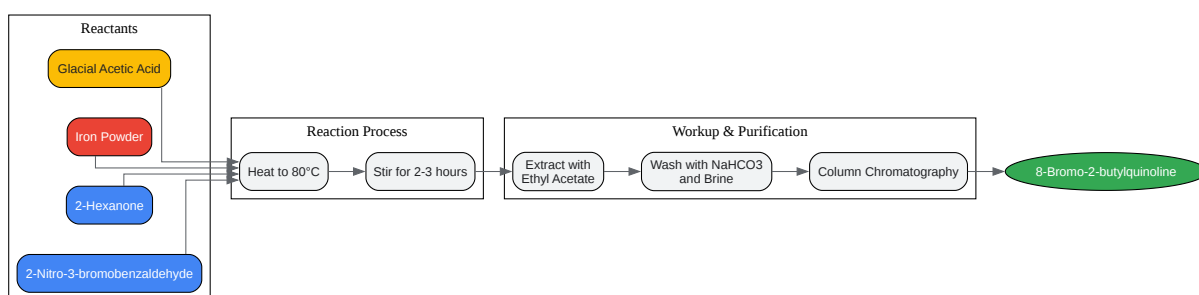 Reactants
Glacial Acetic Acid
Iron Powder
2-Hexanone
2-Nitro-3-bromobenzaldehyde
Reaction Process
Heat to 80°C
Stir for 2-3 hours
Workup & Purification
Extract with
Ethyl Acetate
Wash with NaHCO3
and Brine
Column Chromatography
8-Bromo-2-butylquinoline